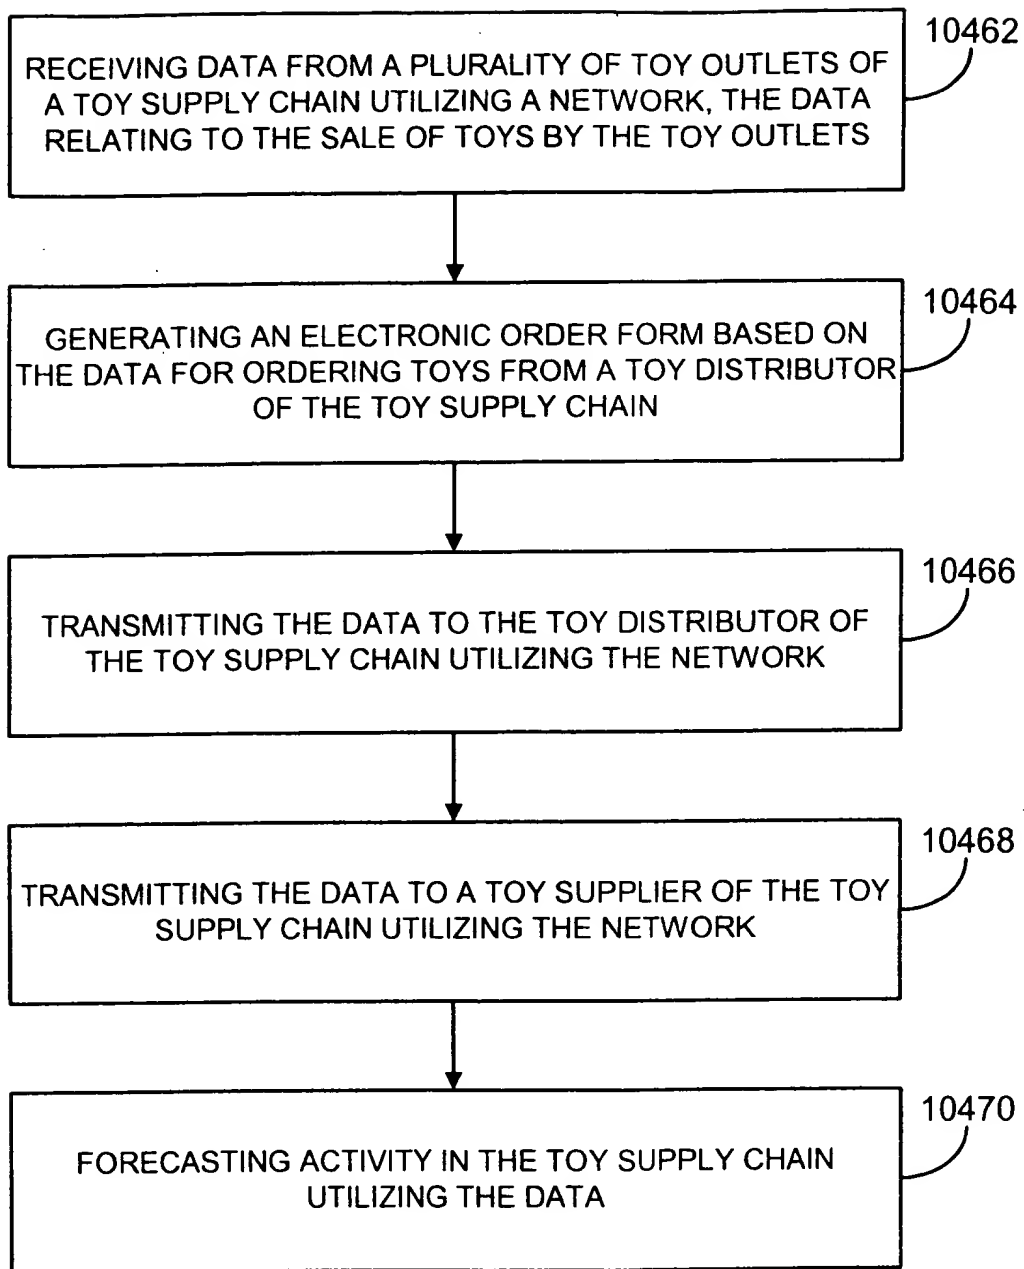 10462
RECEIVING DATA FROM A PLURALITY OF TOY OUTLETS OF
A TOY SUPPLY CHAIN UTILIZING A NETWORK, THE DATA
RELATING TO THE SALE OF TOYS BY THE TOY OUTLETS
10464
GENERATING AN ELECTRONIC ORDER FORM BASED ON
THE DATA FOR ORDERING TOYS FROM A TOY DISTRIBUTOR
OF THE TOY SUPPLY CHAIN
10466
TRANSMITTING THE DATA TO THE TOY DISTRIBUTOR OF
THE TOY SUPPLY CHAIN UTILIZING THE NETWORK
10468
TRANSMITTING THE DATA TO A TOY SUPPLIER OF THE TOY
SUPPLY CHAIN UTILIZING THE NETWORK
10470
FORECASTING ACTIVITY IN THE TOY SUPPLY CHAIN
UTILIZING THE DATA